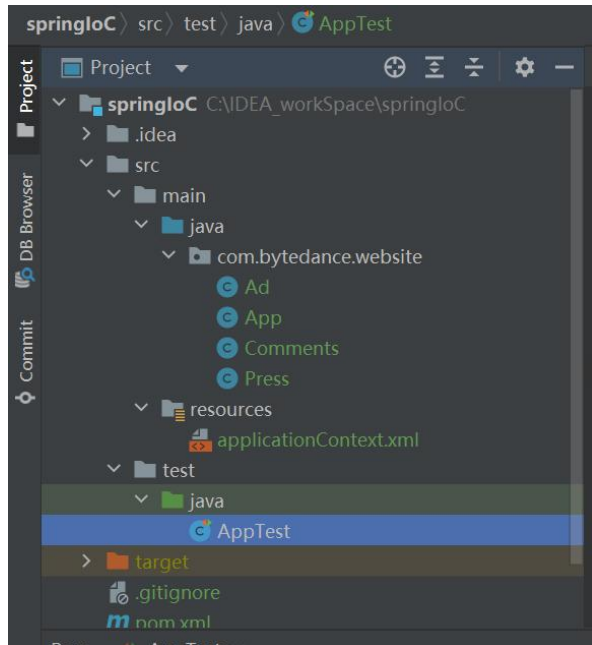 springIoC 〉 src 〉 test 〉 java 〉 AppTest
Project
Project
springIoC C:\IDEA_workSpace\springIoC
.idea
src
main
java
com.bytedance.website
Ad
App
Comments
Press
resources
applicationContext.xml
test
java
AppTest
target
.gitignore
pom.xml
DB Browser
Commit